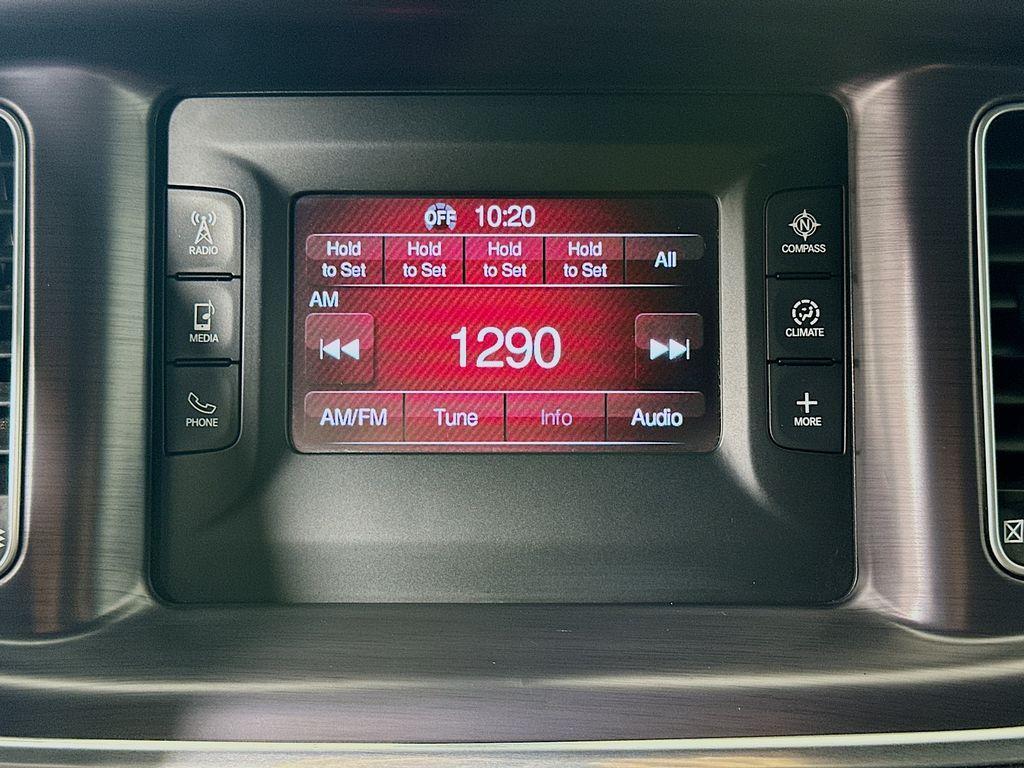 OFF 10:20
Hold to Set
Hold to Set
Hold to Set
Hold to Set
All
AM
1290
AM/FM Tune Info Audio
RADIO
MEDIA
PHONE
N
COMPASS
CLIMATE
MORE